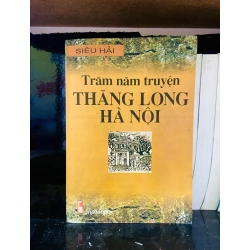 SIÊU HẢI
Trăm năm truyện
THĂNG LONG
HÀ NỘI